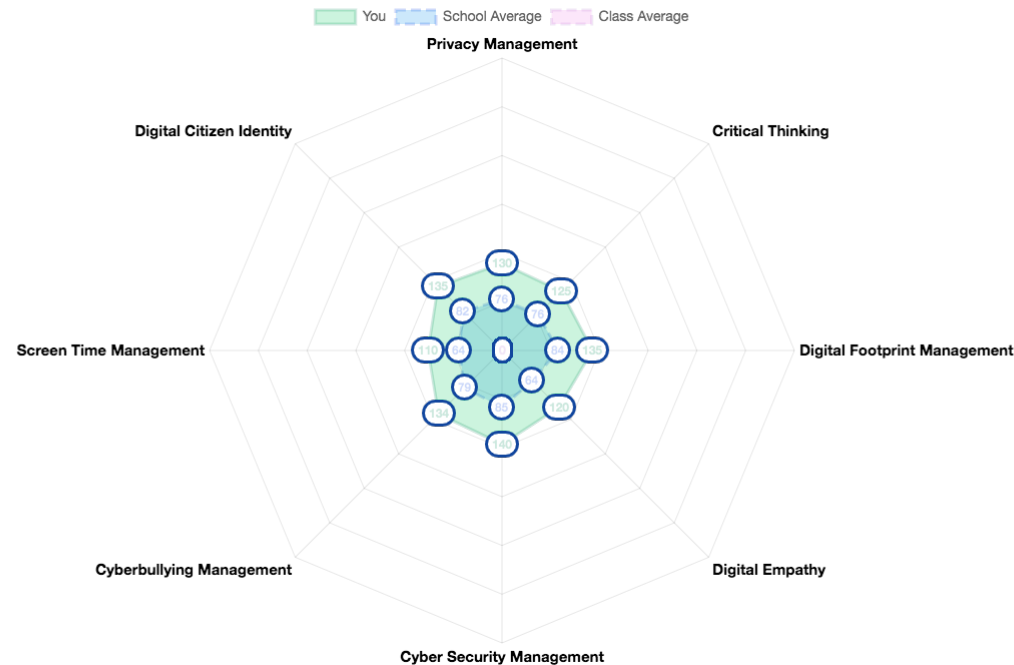 You School Average Class Average
Privacy Management
Digital Citizen Identity Critical Thinking
130
135 125
82 76 76
Screen Time Management 110 64 0 84 135 Digital Footprint Management
79 64
134 85 120
140
Cyberbullying Management Digital Empathy
Cyber Security Management